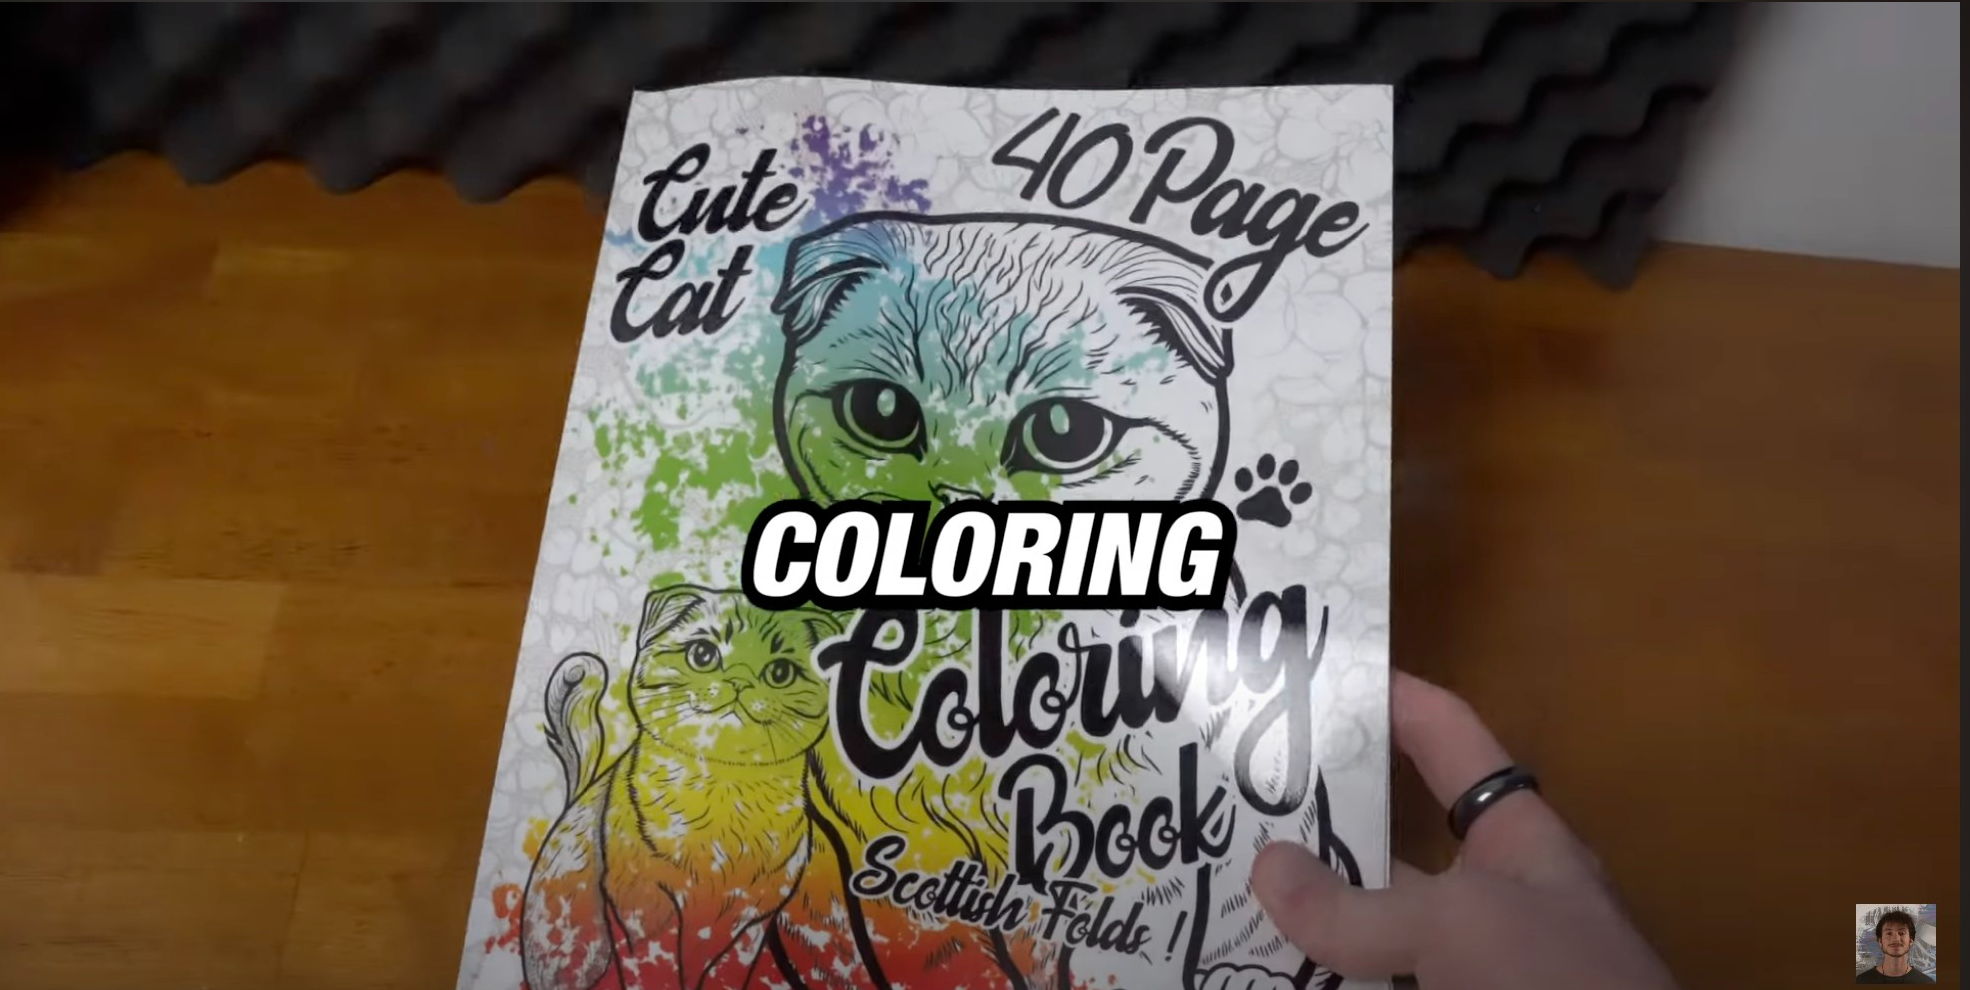 Cute
Cat
40 Page
COLORING
Coloring
Book
Scottish Folds!